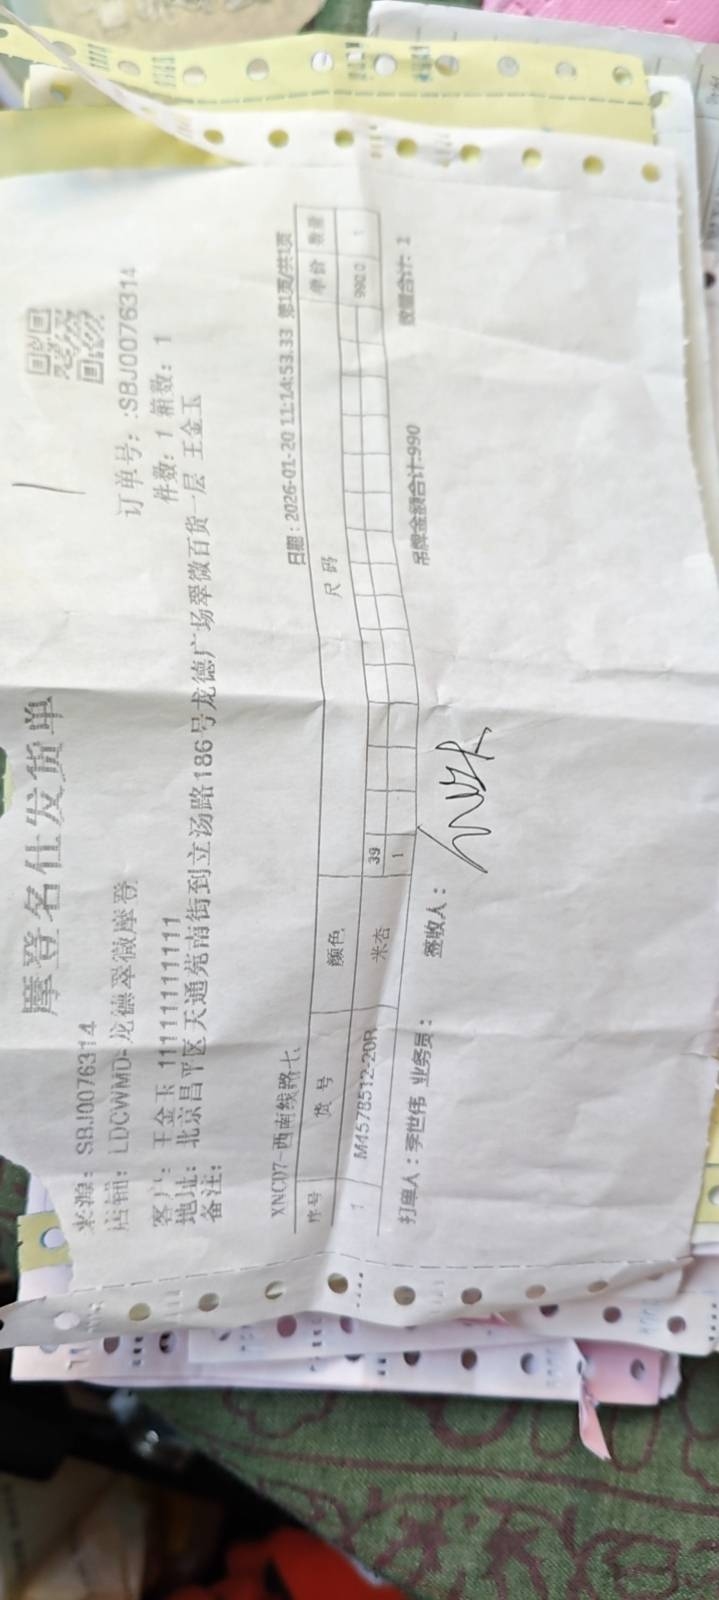 摩登名仕发货单
来源：SBJ0076314
订单号：:SBJ0076314
店铺：LDCWMD-龙德翠微摩登
件数：1 箱数：1
客户：王金玉 11111111111
地址：北京昌平区天通苑南街到立汤路186号龙德广场翠微百货一层 王金玉
备注：
XNC07-西南线路七、
日期：2026-01-20 11:14:53.33 第1页/共1页
序号 货号 颜色 尺码 单价 数量
39
1 M4578512-20R 米杏 1 990.0 1
打单人：李世伟 业务员： 签收人： 吊牌金额合计:990 数量合计: 1